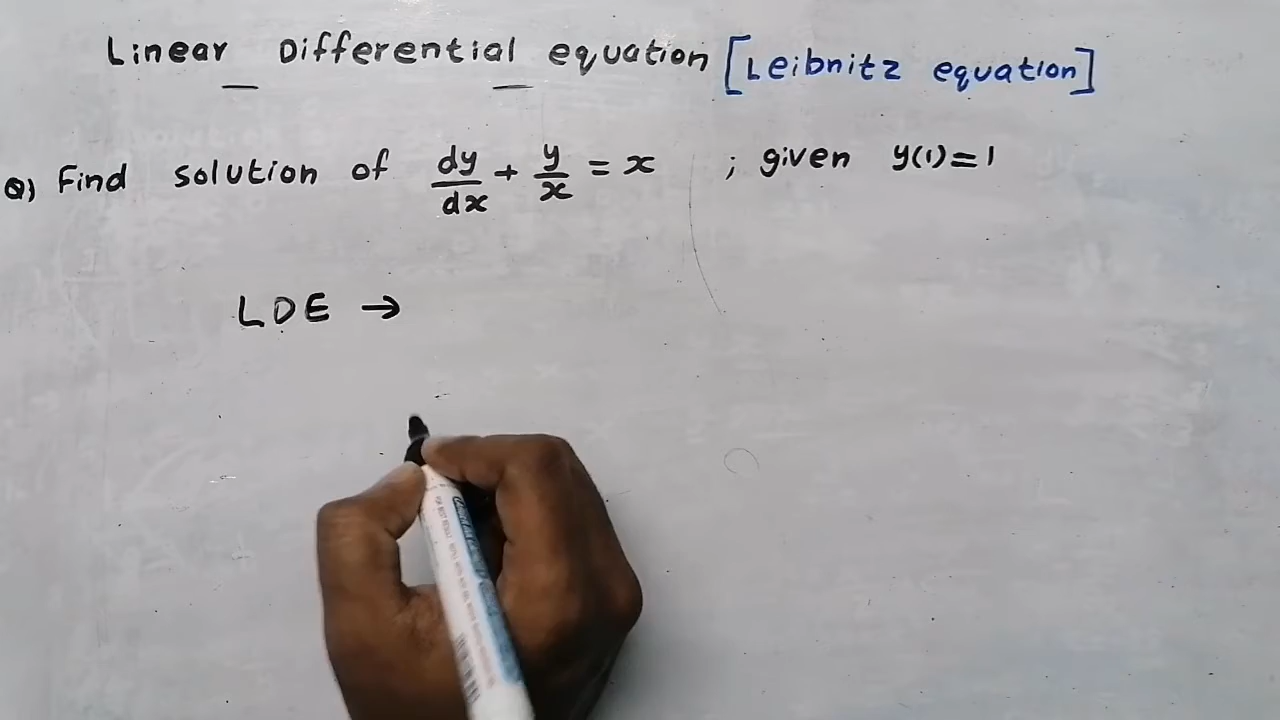 Linear Differential equation [Leibnitz equation]
Q) Find solution of dy/dx + y/x = x ; given y(1)=1
LDE →